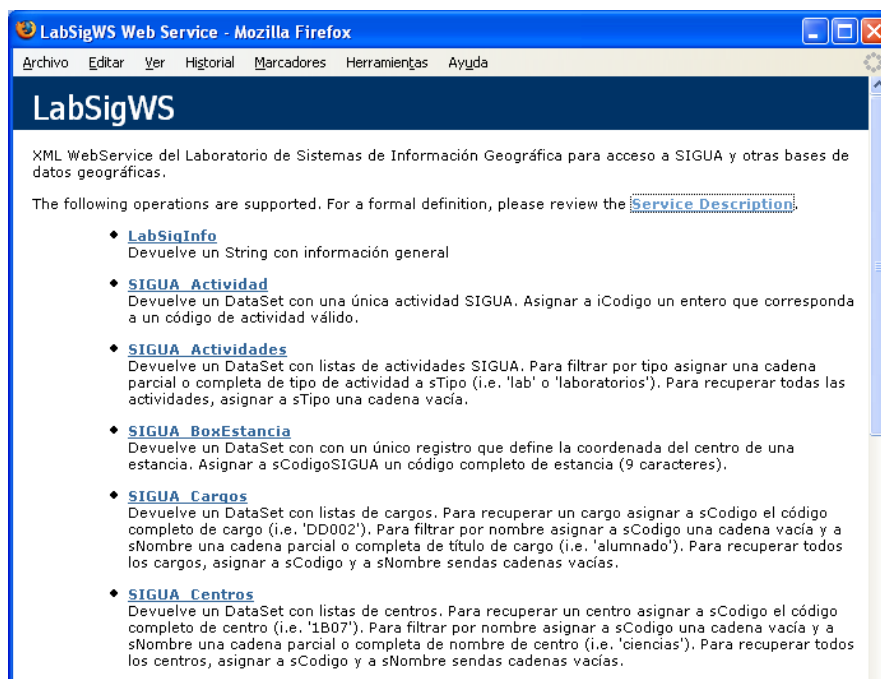 LabSigWS Web Service - Mozilla Firefox
Archivo Editar Ver Historial Marcadores Herramientas Ayuda
LabSigWS
XML WebService del Laboratorio de Sistemas de Información Geográfica para acceso a SIGUA y otras bases de
datos geográficas.
The following operations are supported. For a formal definition, please review the Service Description.
LabSigInfo
Devuelve un String con información general
SIGUA_Actividad
Devuelve un DataSet con una única actividad SIGUA. Asignar a iCodigo un entero que corresponda
a un código de actividad válido.
SIGUA_Actividades
Devuelve un DataSet con listas de actividades SIGUA. Para filtrar por tipo asignar una cadena
parcial o completa de tipo de actividad a sTipo (i.e. 'lab' o 'laboratorios'). Para recuperar todas las
actividades, asignar a sTipo una cadena vacía.
SIGUA_BoxEstancia
Devuelve un DataSet con con un único registro que define la coordenada del centro de una
estancia. Asignar a sCodigoSIGUA un código completo de estancia (9 caracteres).
SIGUA_Cargos
Devuelve un DataSet con listas de cargos. Para recuperar un cargo asignar a sCodigo el código
completo de cargo (i.e. 'DD002'). Para filtrar por nombre asignar a sCodigo una cadena vacía y a
sNombre una cadena parcial o completa de título de cargo (i.e. 'alumnado'). Para recuperar todos
los cargos, asignar a sCodigo y a sNombre sendas cadenas vacías.
SIGUA_Centros
Devuelve un DataSet con listas de centros. Para recuperar un centro asignar a sCodigo el código
completo de centro (i.e. '1B07'). Para filtrar por nombre asignar a sCodigo una cadena vacía y a
sNombre una cadena parcial o completa de nombre de centro (i.e. 'ciencias'). Para recuperar todos
los centros, asignar a sCodigo y a sNombre sendas cadenas vacías.